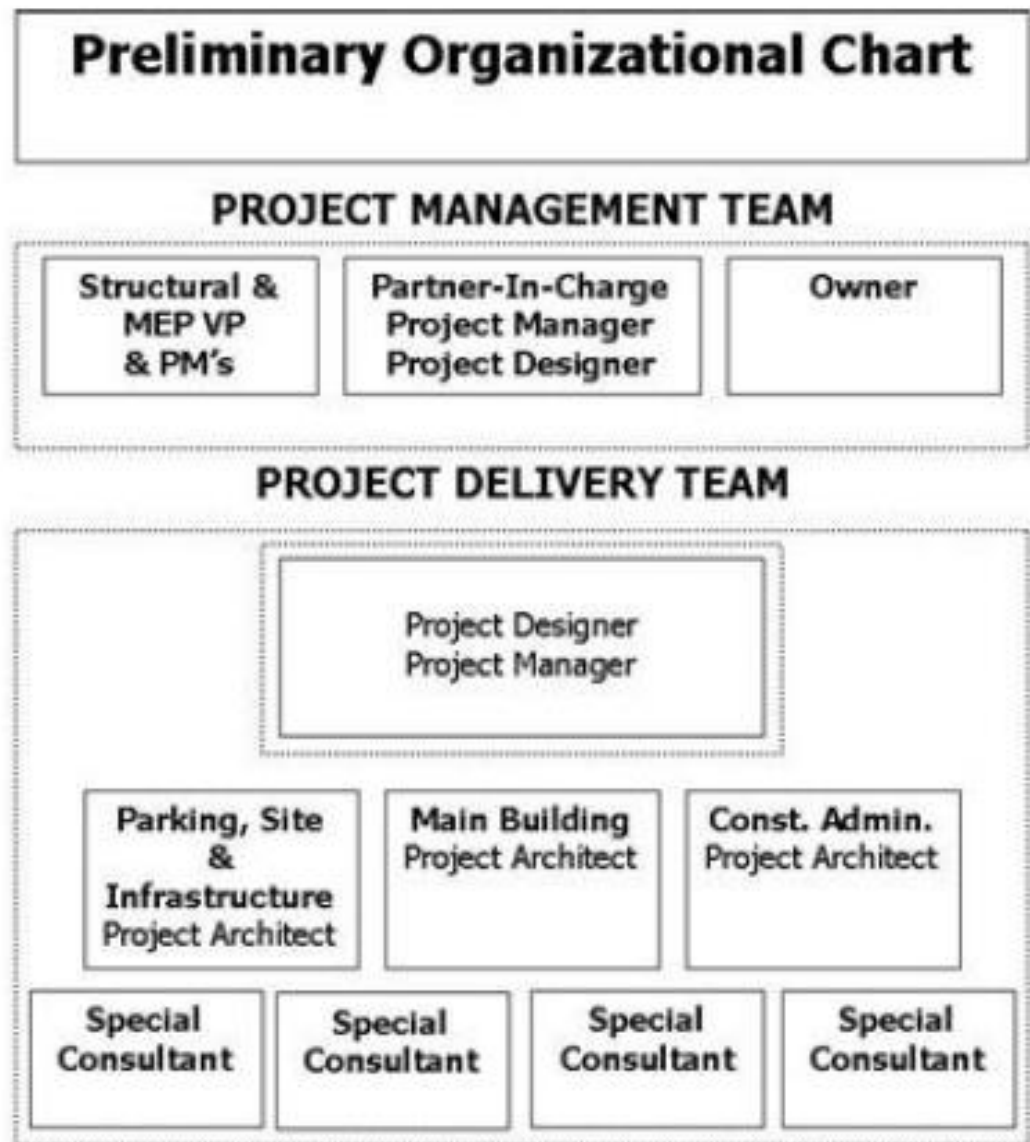 Preliminary Organizational Chart
PROJECT MANAGEMENT TEAM
Structural &
MEP VP
& PM's
Partner-In-Charge
Project Manager
Project Designer
Owner
PROJECT DELIVERY TEAM
Project Designer
Project Manager
Parking, Site
&
Infrastructure
Project Architect
Main Building
Project Architect
Const. Admin.
Project Architect
Special
Consultant
Special
Consultant
Special
Consultant
Special
Consultant